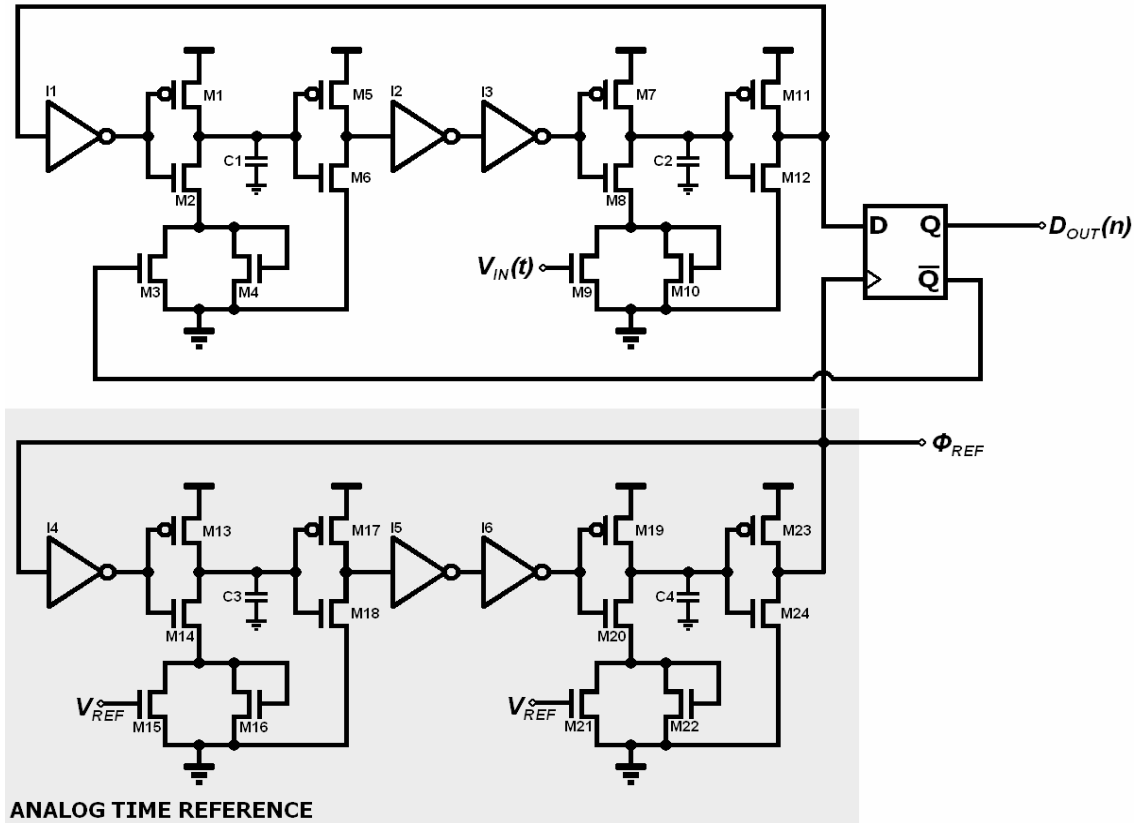 I1
M1
M5
I2
I3
M7
M11
C1
C2
M2
M6
M8
M12
D Q
D_OUT(n)
V_IN(t)
M3
M4
M9
M10
Q̅
Φ_REF
I4
M13
M17
I5
I6
M19
M23
C3
C4
M14
M18
M20
M24
V_REF
M15
M16
V_REF
M21
M22
ANALOG TIME REFERENCE